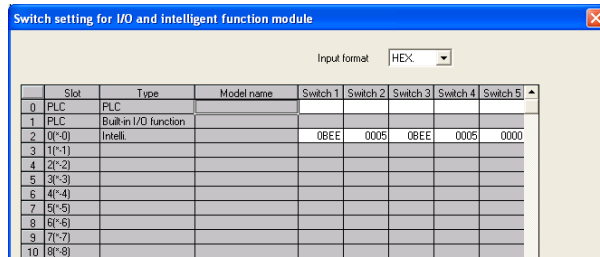 Switch setting for I/O and intelligent function module
Input format HEX.
Slot Type Model name Switch 1 Switch 2 Switch 3 Switch 4 Switch 5
0 PLC PLC
1 PLC Built-in I/O function
2 0(*-0) Intelli. 0BEE 0005 0BEE 0005 0000
3 1(*-1)
4 2(*-2)
5 3(*-3)
6 4(*-4)
7 5(*-5)
8 6(*-6)
9 7(*-7)
10 8(*-8)